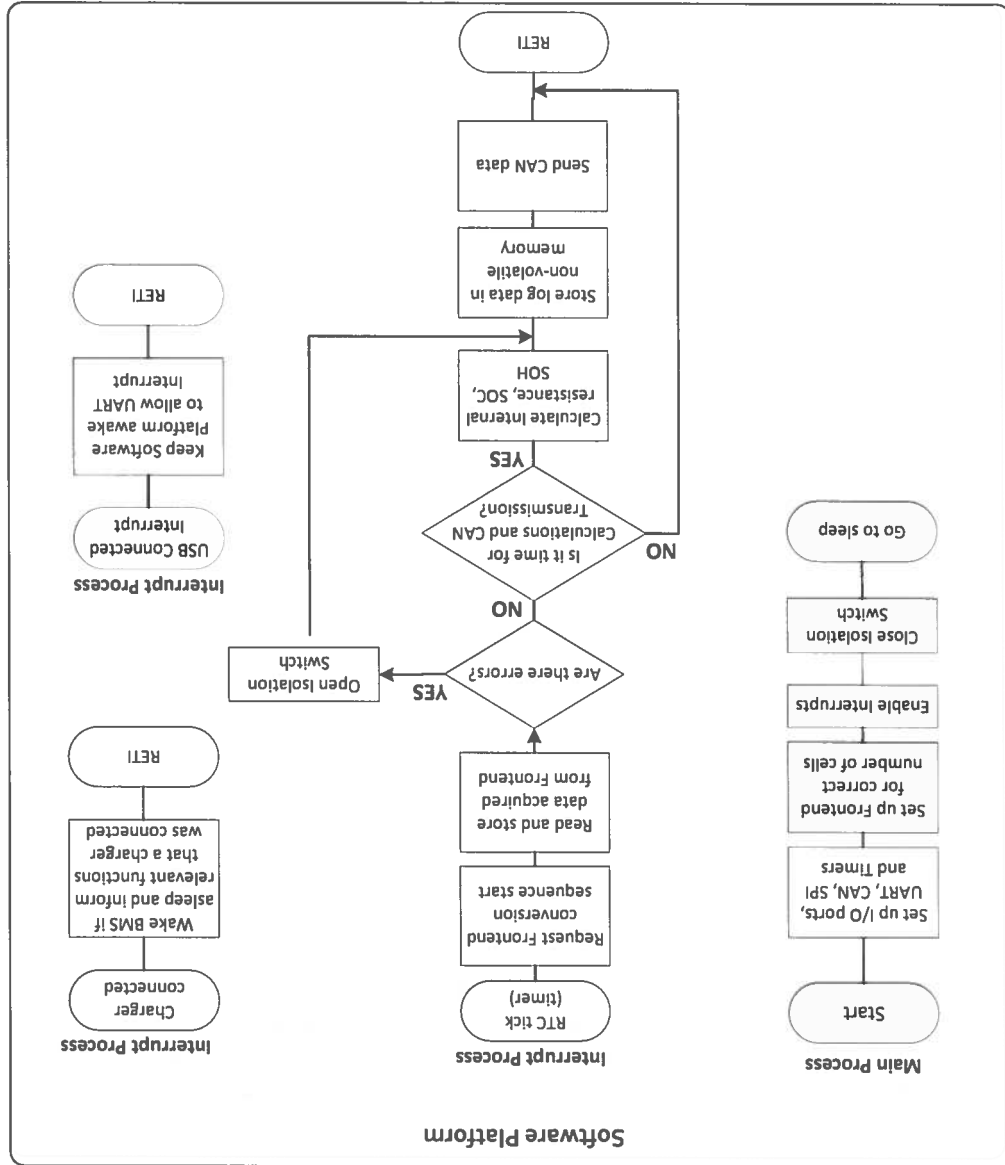 Software Platform
Main Process
Start
Set up I/O ports,
UART, CAN, SPI
and Timers
Set up Frontend
for correct
number of cells
Enable Interrupts
Close Isolation
Switch
Go to sleep
Interrupt Process
RTC tick
(timer)
Request Frontend
conversion
sequence start
Read and store
data acquired
from Frontend
Are there errors?
YES
Open Isolation
Switch
NO
Is it time for
Calculations and CAN
Transmission?
NO
YES
Calculate Internal
resistance, SOC,
SOH
Store log data in
non-volatile
memory
Send CAN data
RETI
Interrupt Process
Charger
connected
Wake BMS if
asleep and inform
relevant functions
that a charger
was connected
RETI
Interrupt Process
USB Connected
Interrupt
Keep Software
Platform awake
to allow UART
Interrupt
RETI